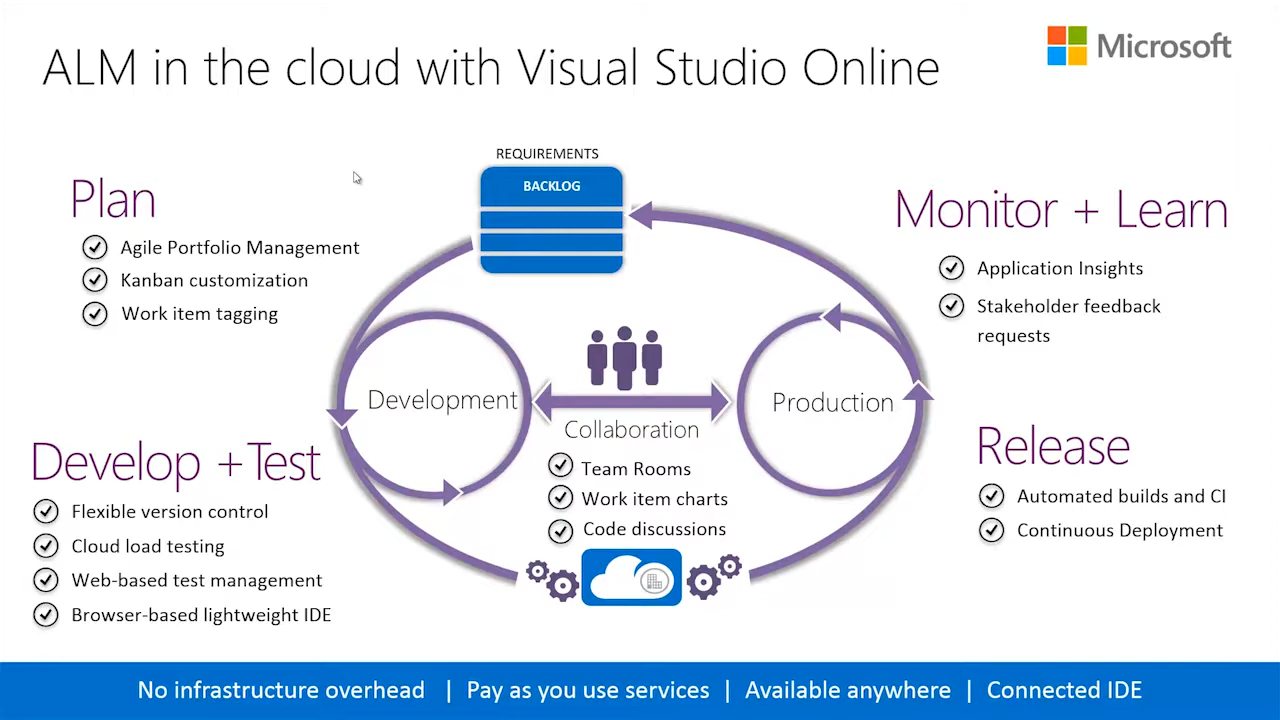 ALM in the cloud with Visual Studio Online
Microsoft
REQUIREMENTS
BACKLOG
Plan
Agile Portfolio Management
Kanban customization
Work item tagging
Monitor + Learn
Application Insights
Stakeholder feedback
requests
Development
Production
Collaboration
Team Rooms
Work item charts
Code discussions
Develop +Test
Flexible version control
Cloud load testing
Web-based test management
Browser-based lightweight IDE
Release
Automated builds and CI
Continuous Deployment
No infrastructure overhead | Pay as you use services | Available anywhere | Connected IDE